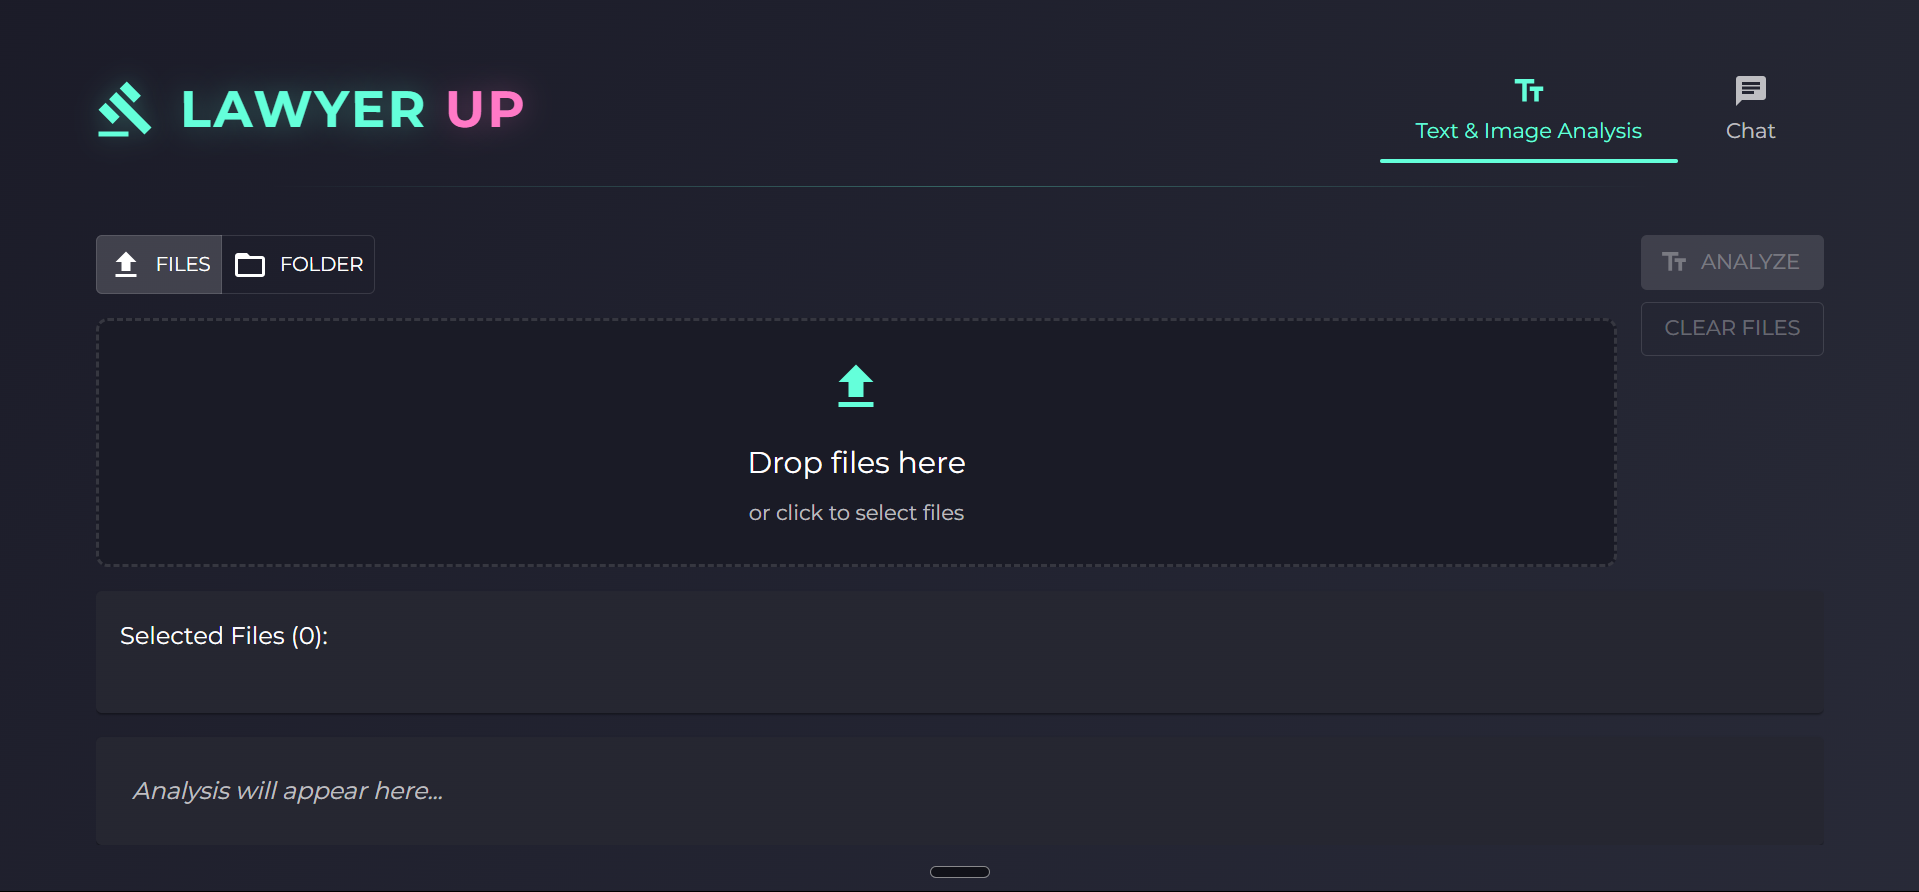 LAWYER UP
Text & Image Analysis
Chat
FILES
FOLDER
ANALYZE
CLEAR FILES
Drop files here
or click to select files
Selected Files (0):
Analysis will appear here...